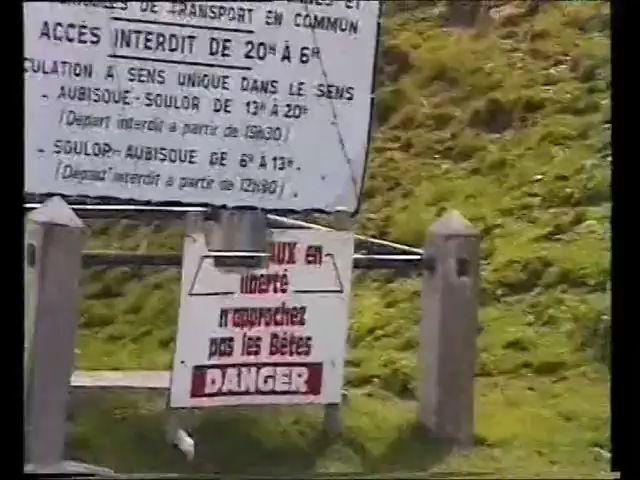 DE TRANSPORT EN COMMUN
ACCÈS INTERDIT DE 20H À 6H
CULATION A SENS UNIQUE DANS LE SENS
- AUBISQUE-SOULOR DE 13H À 20H
(Départ interdit a partir de 19H30)
- SOULOR-AUBISQUE DE 6H À 13H.
(Départ interdit a partir de 12H30)
AUX en
liberté
n'approchez
pas les Bêtes
DANGER